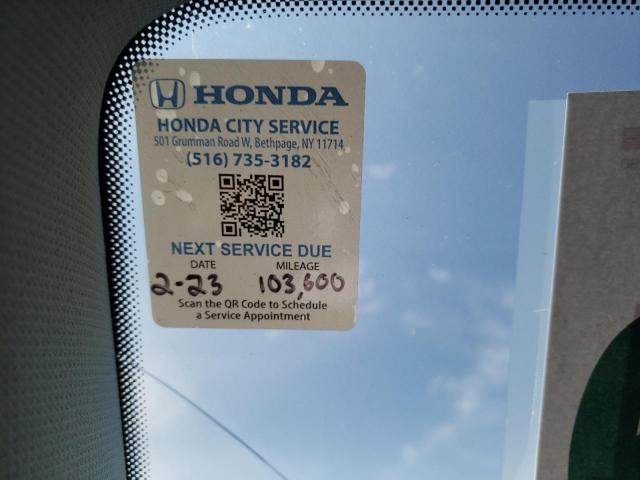 HONDA
HONDA CITY SERVICE
501 Grumman Road W, Bethpage, NY 11714
(516) 735-3182
NEXT SERVICE DUE
DATE MILEAGE
2-23 103,600
Scan the QR Code to Schedule
a Service Appointment